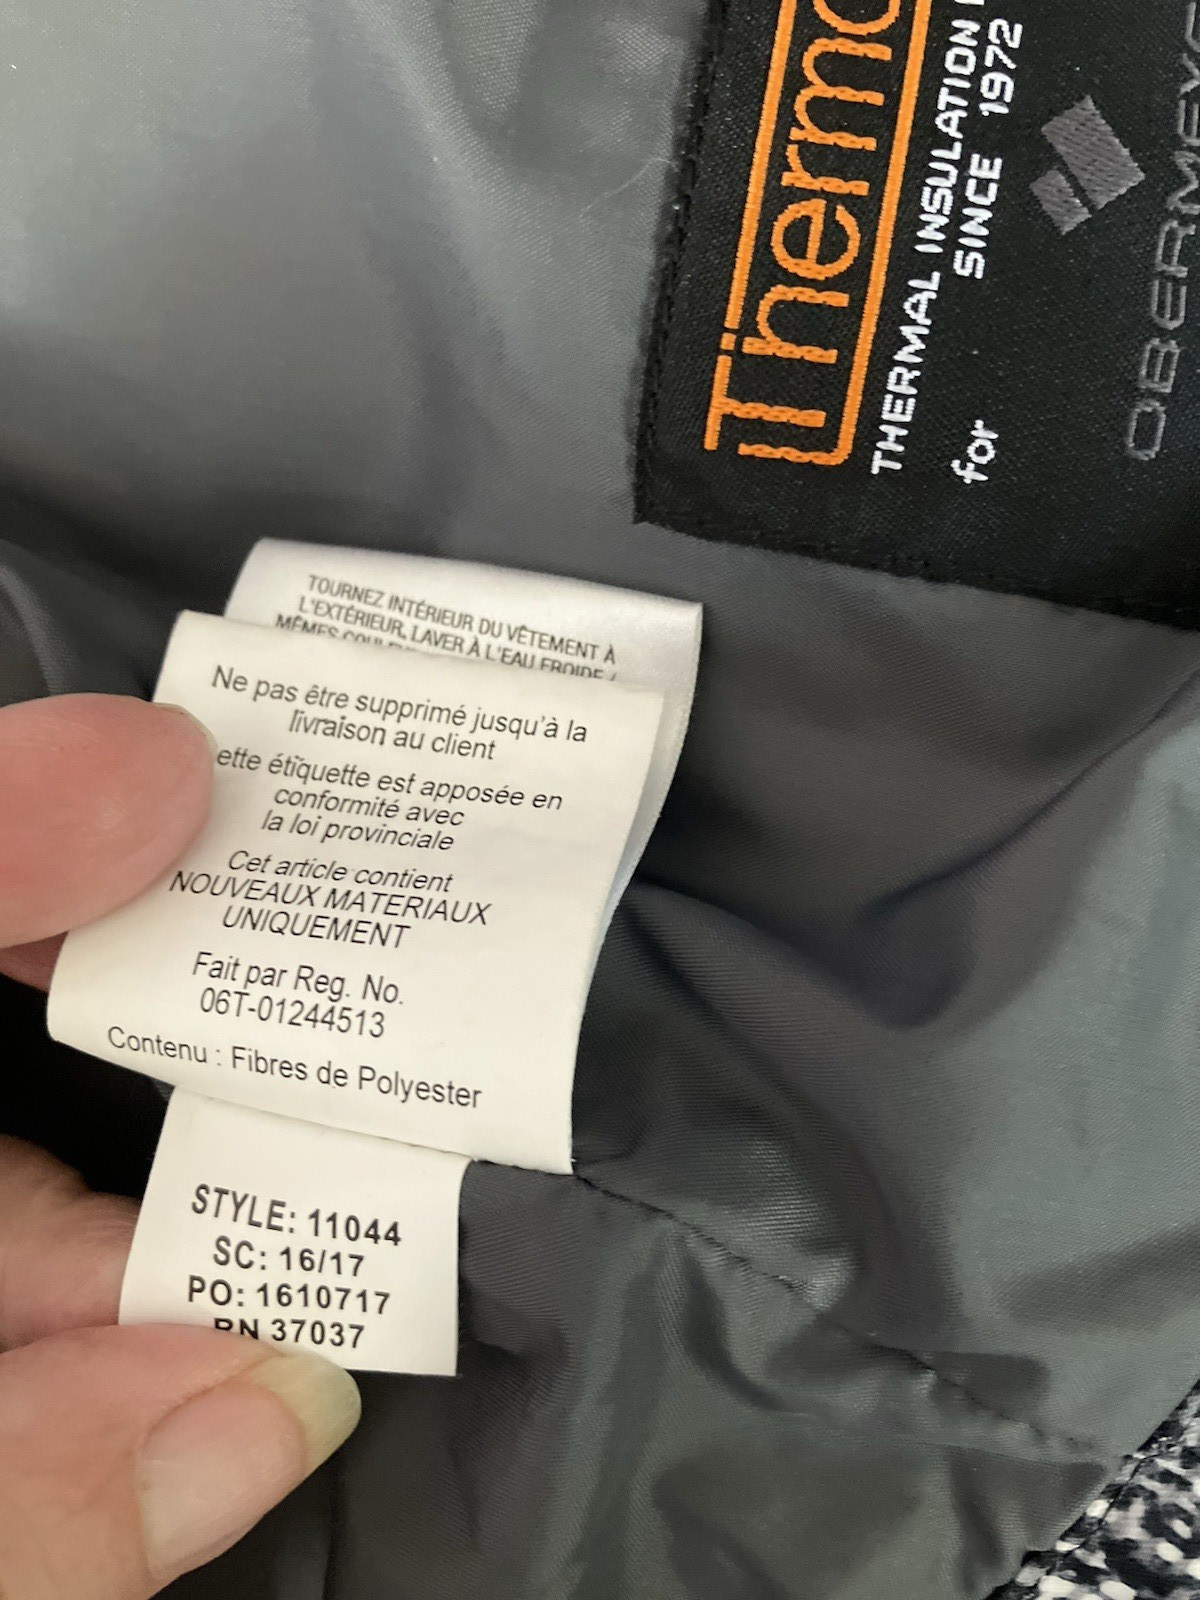 THERMAL INSULATION
SINCE 1972
for
TOURNEZ INTÉRIEUR DU VÊTEMENT À
L'EXTÉRIEUR, LAVER À L'EAU FROIDE /
MÊMES
Ne pas être supprimé jusqu'à la
livraison au client
ette étiquette est apposée en
conformité avec
la loi provinciale
Cet article contient
NOUVEAUX MATERIAUX
UNIQUEMENT
Fait par Reg. No.
06T-01244513
Contenu : Fibres de Polyester
STYLE: 11044
SC: 16/17
PO: 1610717
RN 37037